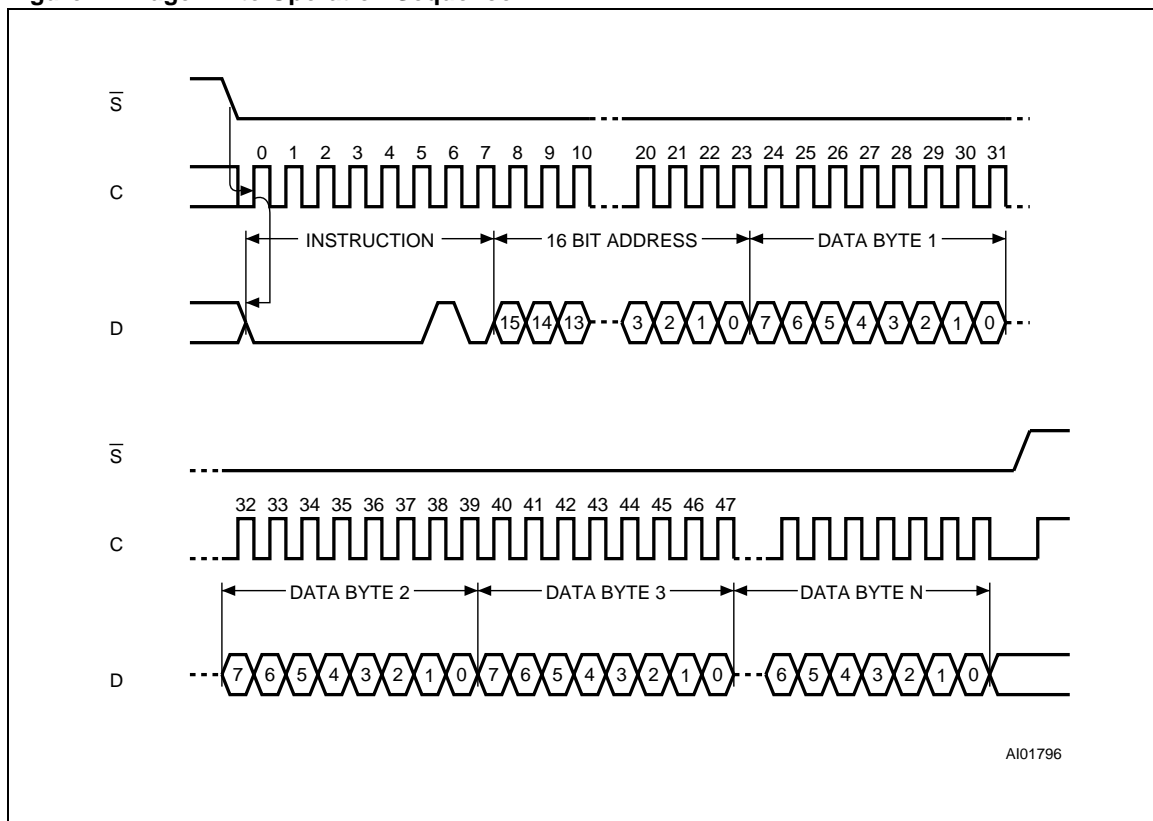 S
0 1 2 3 4 5 6 7 8 9 10 20 21 22 23 24 25 26 27 28 29 30 31
C
INSTRUCTION 16 BIT ADDRESS DATA BYTE 1
D 15 14 13 3 2 1 0 7 6 5 4 3 2 1 0
S
32 33 34 35 36 37 38 39 40 41 42 43 44 45 46 47
C
DATA BYTE 2 DATA BYTE 3 DATA BYTE N
D 7 6 5 4 3 2 1 0 7 6 5 4 3 2 1 0 6 5 4 3 2 1 0
AI01796